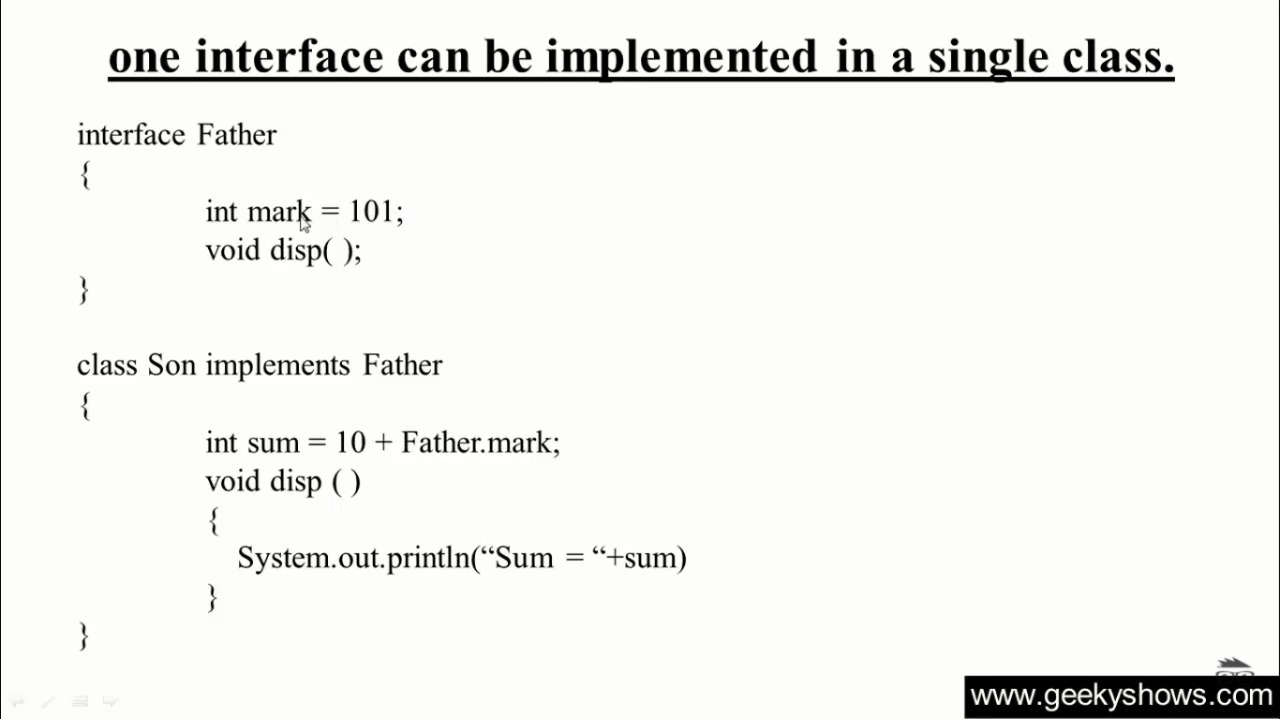 one interface can be implemented in a single class.
interface Father
{
int mark = 101;
void disp( );
}
class Son implements Father
{
int sum = 10 + Father.mark;
void disp ( )
{
System.out.println(“Sum = “+sum)
}
}
www.geekyshows.com